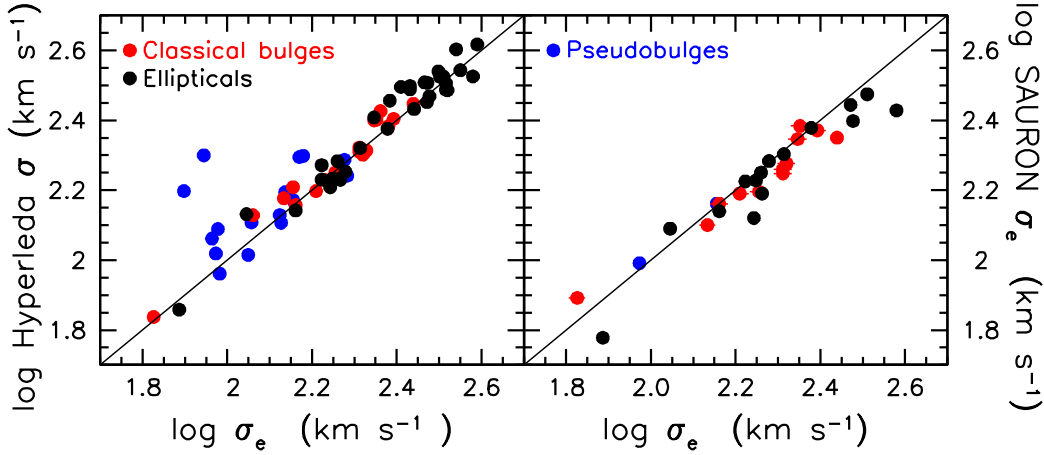 log Hyperleda σ (km s⁻¹)
2.6
2.4
2.2
2
1.8
Classical bulges
Ellipticals
Pseudobulges
2.6
2.4
2.2
2
1.8
log SAURON σe (km s⁻¹)
1.8 2 2.2 2.4 2.6
1.8 2.0 2.2 2.4 2.6
log σe (km s⁻¹)
log σe (km s⁻¹)